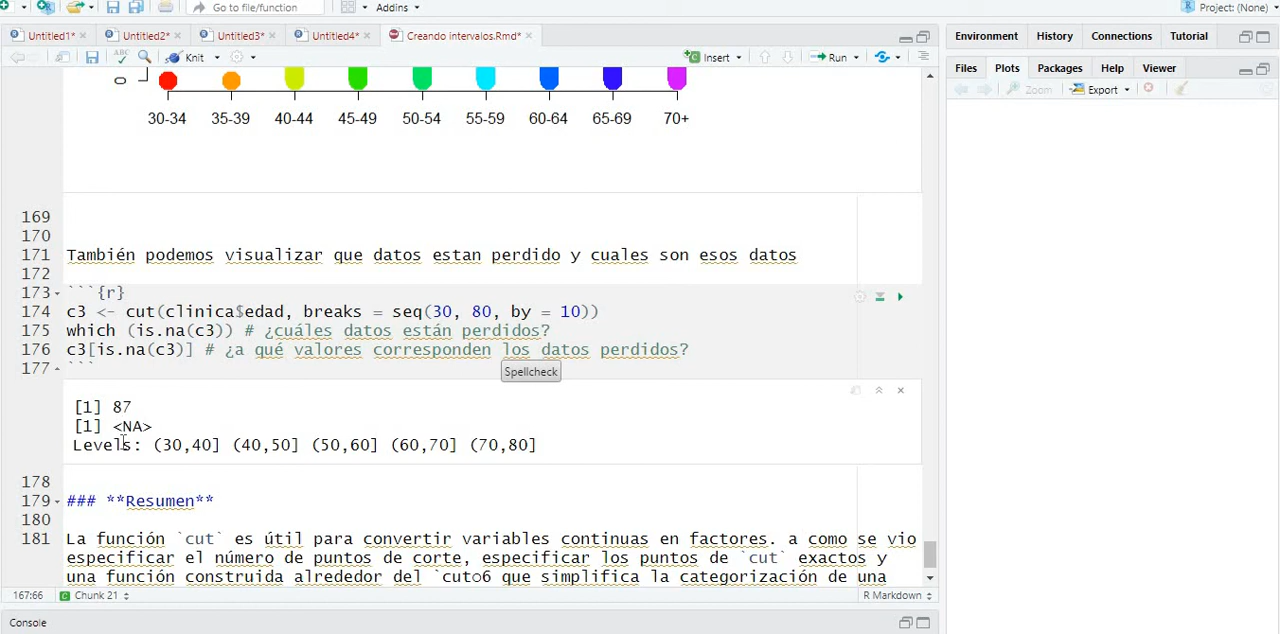 Go to file/function
Addins
Project: (None)
Untitled1*
Untitled2*
Untitled3*
Untitled4*
Creando intervalos.Rmd*
Environment
History
Connections
Tutorial
ABC
Knit
Insert
Run
Files
Plots
Packages
Help
Viewer
Zoom
Export
0
30-34 35-39 40-44 45-49 50-54 55-59 60-64 65-69 70+
169
170
171 También podemos visualizar que datos estan perdido y cuales son esos datos
172
173 ```{r}
174 c3 <- cut(clinica$edad, breaks = seq(30, 80, by = 10))
175 which (is.na(c3)) # ¿cuáles datos están perdidos?
176 c3[is.na(c3)] # ¿a qué valores corresponden los datos perdidos?
177 ```
Spellcheck
[1] 87
[1] <NA>
Levels: (30,40] (40,50] (50,60] (60,70] (70,80]
178
179 ### **Resumen**
180
181 La función `cut` es útil para convertir variables continuas en factores. a como se vio
especificar el número de puntos de corte, especificar los puntos de `cut` exactos y
una función construida alrededor del `cuto6 que simplifica la categorización de una
167:66
Chunk 21
R Markdown
Console